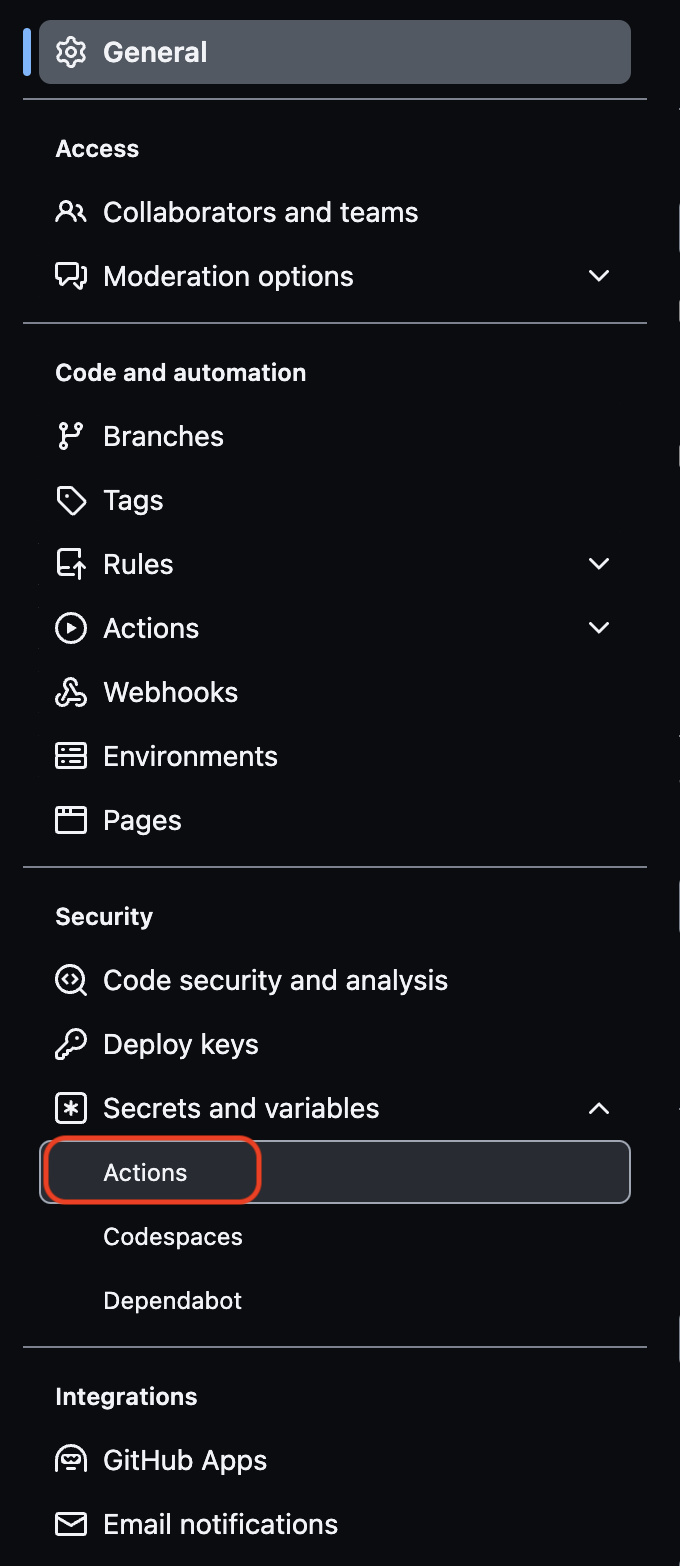 General
Access
Collaborators and teams
Moderation options
Code and automation
Branches
Tags
Rules
Actions
Webhooks
Environments
Pages
Security
Code security and analysis
Deploy keys
Secrets and variables
Actions
Codespaces
Dependabot
Integrations
GitHub Apps
Email notifications